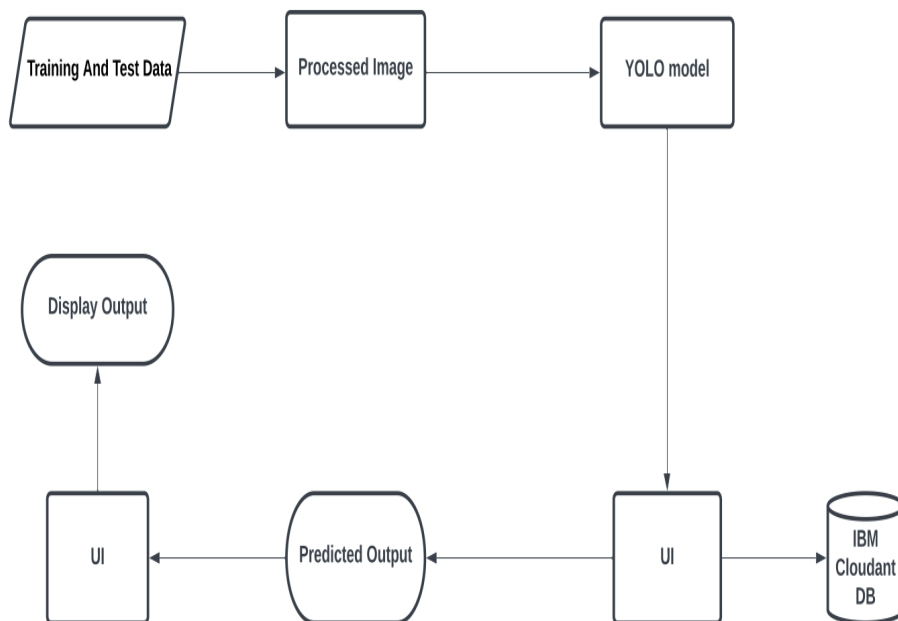 Training And Test Data
Processed Image
YOLO model
Display Output
UI
Predicted Output
UI
IBM
Cloudant
DB